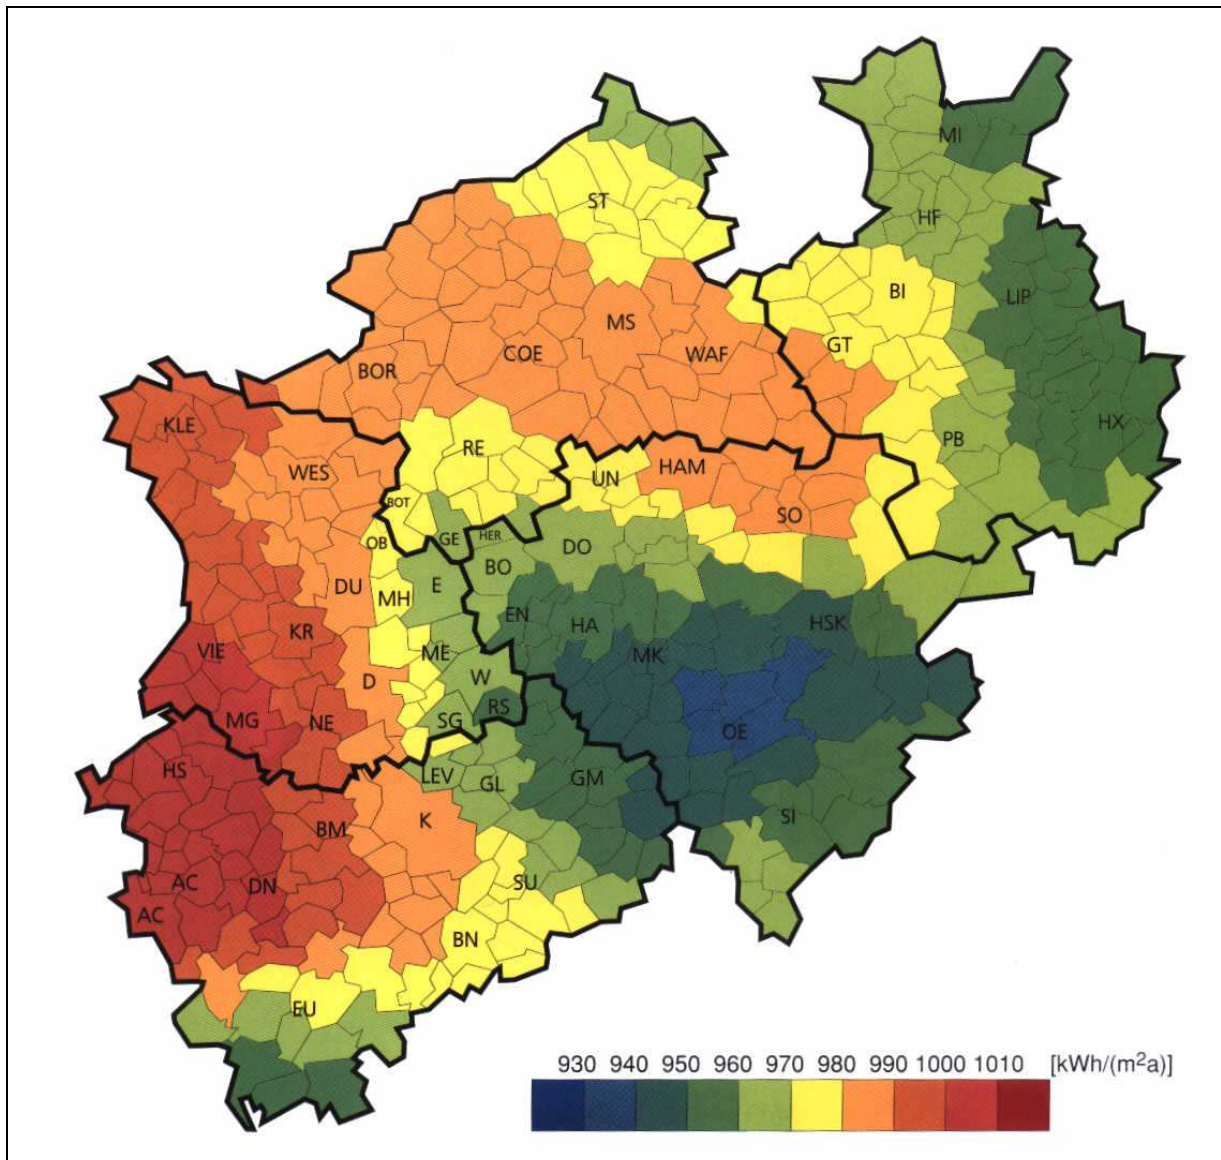 MI
ST
HF
BI
LIP
MS
GT
COE
WAF
BOR
KLE
HX
PB
RE
WES
HAM
UN
BOT
SO
OB
GE
HER
DO
BO
DU
E
MH
EN
HA
HSK
KR
VIE
ME
MK
D
W
RS
MG
NE
SG
OE
HS
LEV
GL
GM
BM
K
SI
AC
DN
SU
AC
BN
EU
930 940 950 960 970 980 990 1000 1010 [kWh/(m²a)]